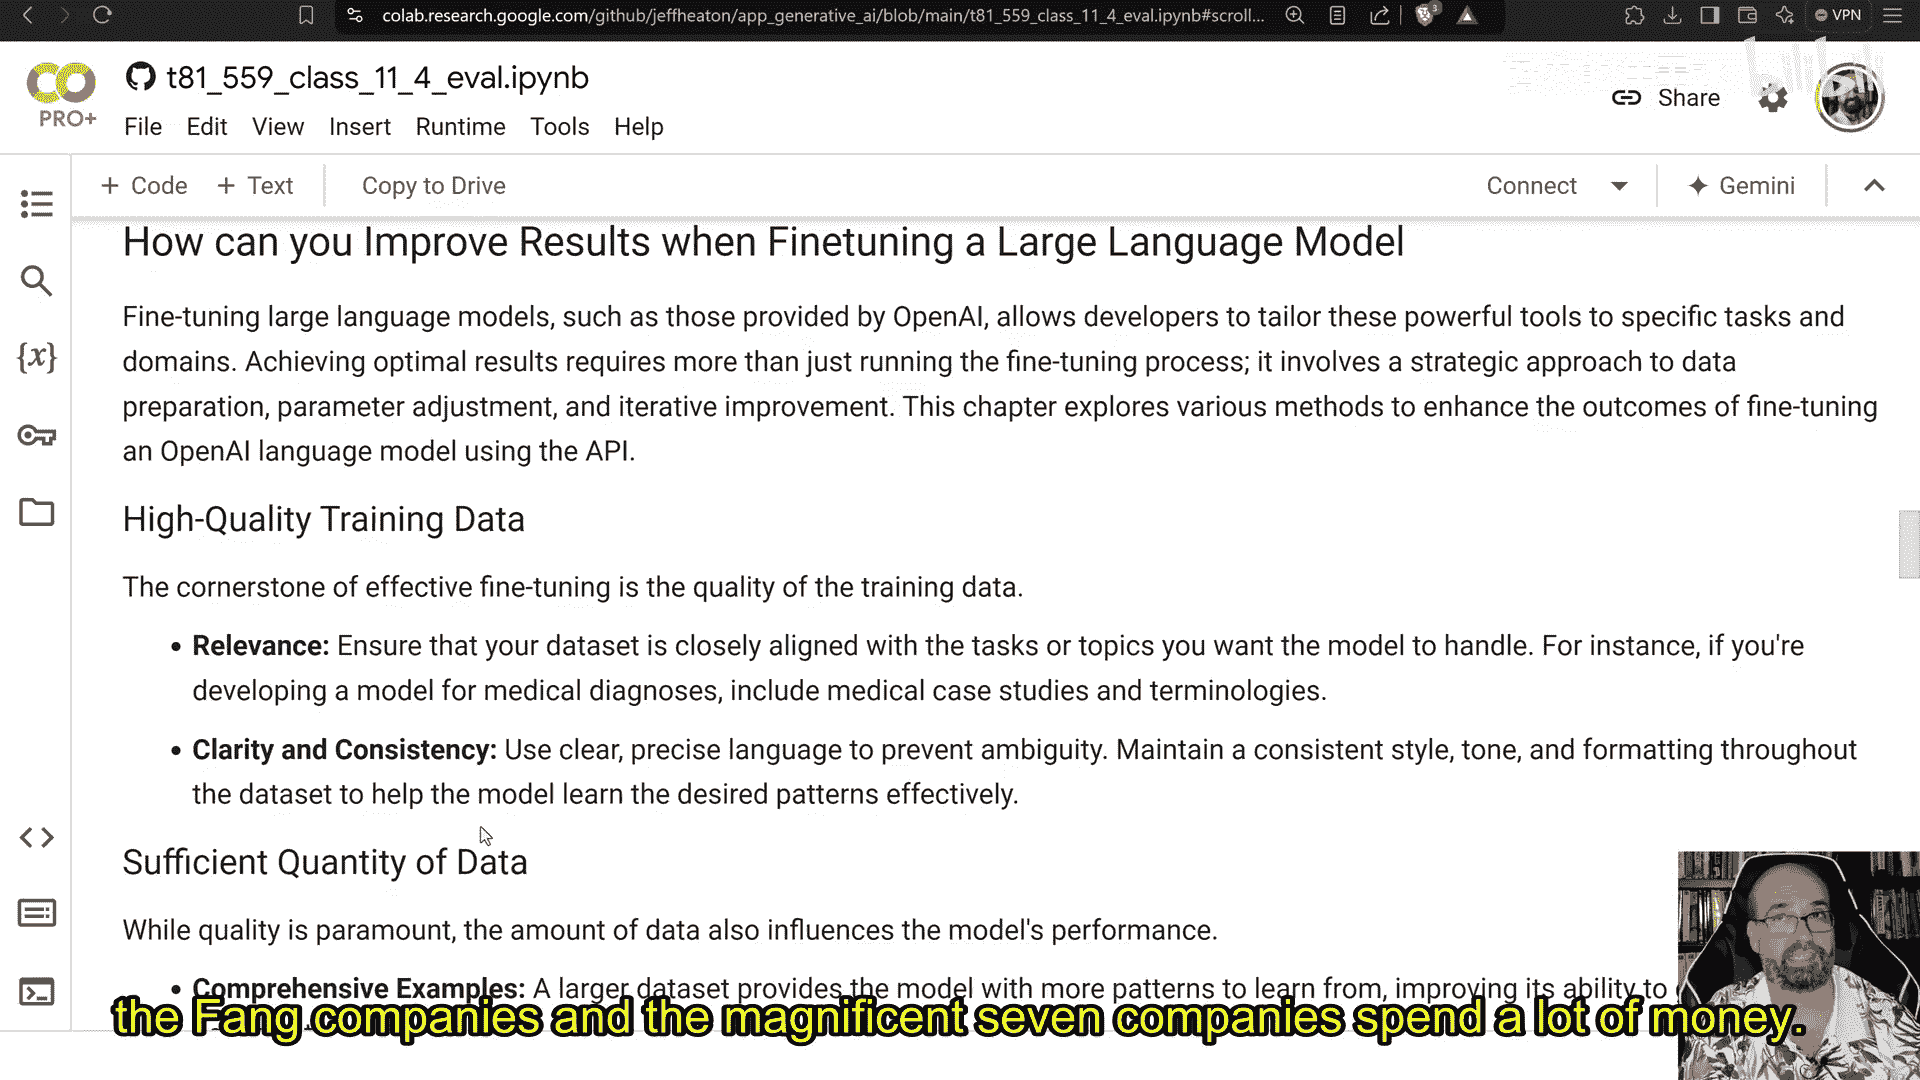 colab.research.google.com/github/jeffheaton/app_generative_ai/blob/main/t81_559_class_11_4_eval.ipynb#scroll...
3
VPN
t81_559_class_11_4_eval.ipynb
PRO+
File Edit View Insert Runtime Tools Help
Share
+ Code + Text Copy to Drive
Connect
Gemini
How can you Improve Results when Finetuning a Large Language Model
Fine-tuning large language models, such as those provided by OpenAI, allows developers to tailor these powerful tools to specific tasks and
domains. Achieving optimal results requires more than just running the fine-tuning process; it involves a strategic approach to data
preparation, parameter adjustment, and iterative improvement. This chapter explores various methods to enhance the outcomes of fine-tuning
an OpenAI language model using the API.
High-Quality Training Data
The cornerstone of effective fine-tuning is the quality of the training data.
• Relevance: Ensure that your dataset is closely aligned with the tasks or topics you want the model to handle. For instance, if you're
developing a model for medical diagnoses, include medical case studies and terminologies.
• Clarity and Consistency: Use clear, precise language to prevent ambiguity. Maintain a consistent style, tone, and formatting throughout
the dataset to help the model learn the desired patterns effectively.
Sufficient Quantity of Data
While quality is paramount, the amount of data also influences the model's performance.
• Comprehensive Examples: A larger dataset provides the model with more patterns to learn from, improving its ability to
the Fang companies and the magnificent seven companies spend a lot of money.